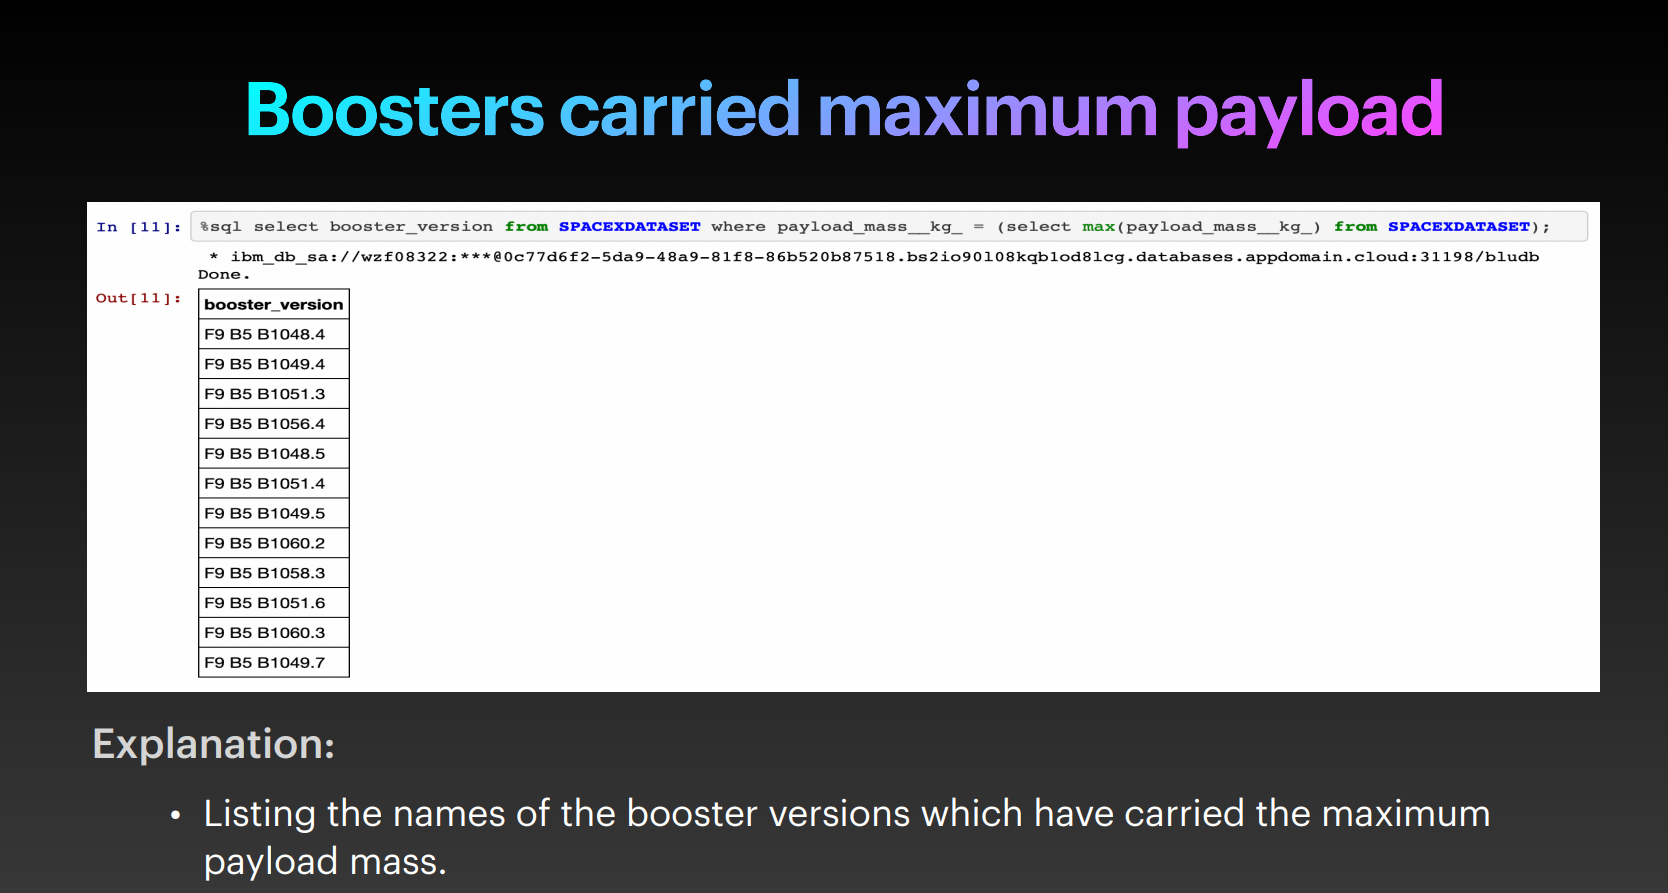 Boosters carried maximum payload
In [11]: %sql select booster_version from SPACEXDATASET where payload_mass__kg_ = (select max(payload_mass__kg_) from SPACEXDATASET);
* ibm_db_sa://wzf08322:***@0c77d6f2-5da9-48a9-81f8-86b520b87518.bs2io90l08kqb1od8lcg.databases.appdomain.cloud:31198/bludb
Done.
Out[11]: booster_version
F9 B5 B1048.4
F9 B5 B1049.4
F9 B5 B1051.3
F9 B5 B1056.4
F9 B5 B1048.5
F9 B5 B1051.4
F9 B5 B1049.5
F9 B5 B1060.2
F9 B5 B1058.3
F9 B5 B1051.6
F9 B5 B1060.3
F9 B5 B1049.7
Explanation:
• Listing the names of the booster versions which have carried the maximum
payload mass.